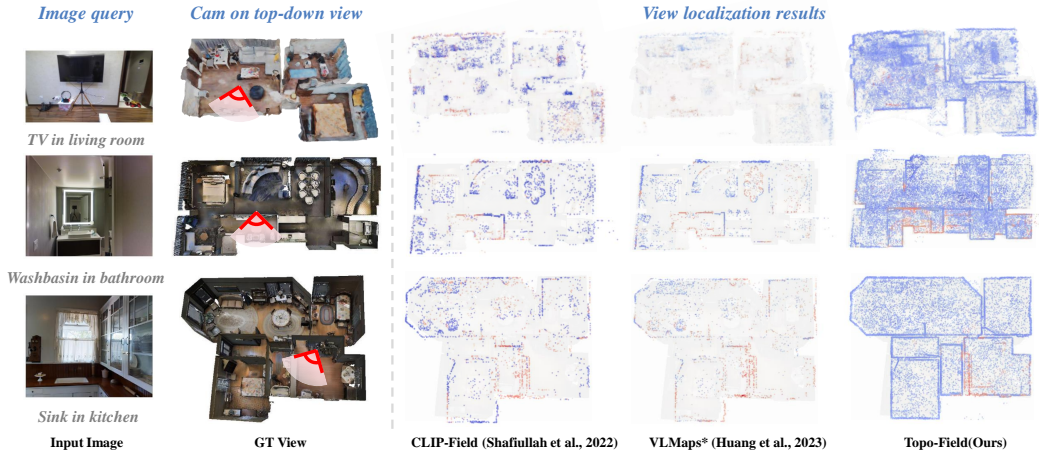 Image query
Cam on top-down view
View localization results
TV in living room
Washbasin in bathroom
Sink in kitchen
Input Image
GT View
CLIP-Field (Shafiullah et al., 2022)
VLMaps* (Huang et al., 2023)
Topo-Field(Ours)